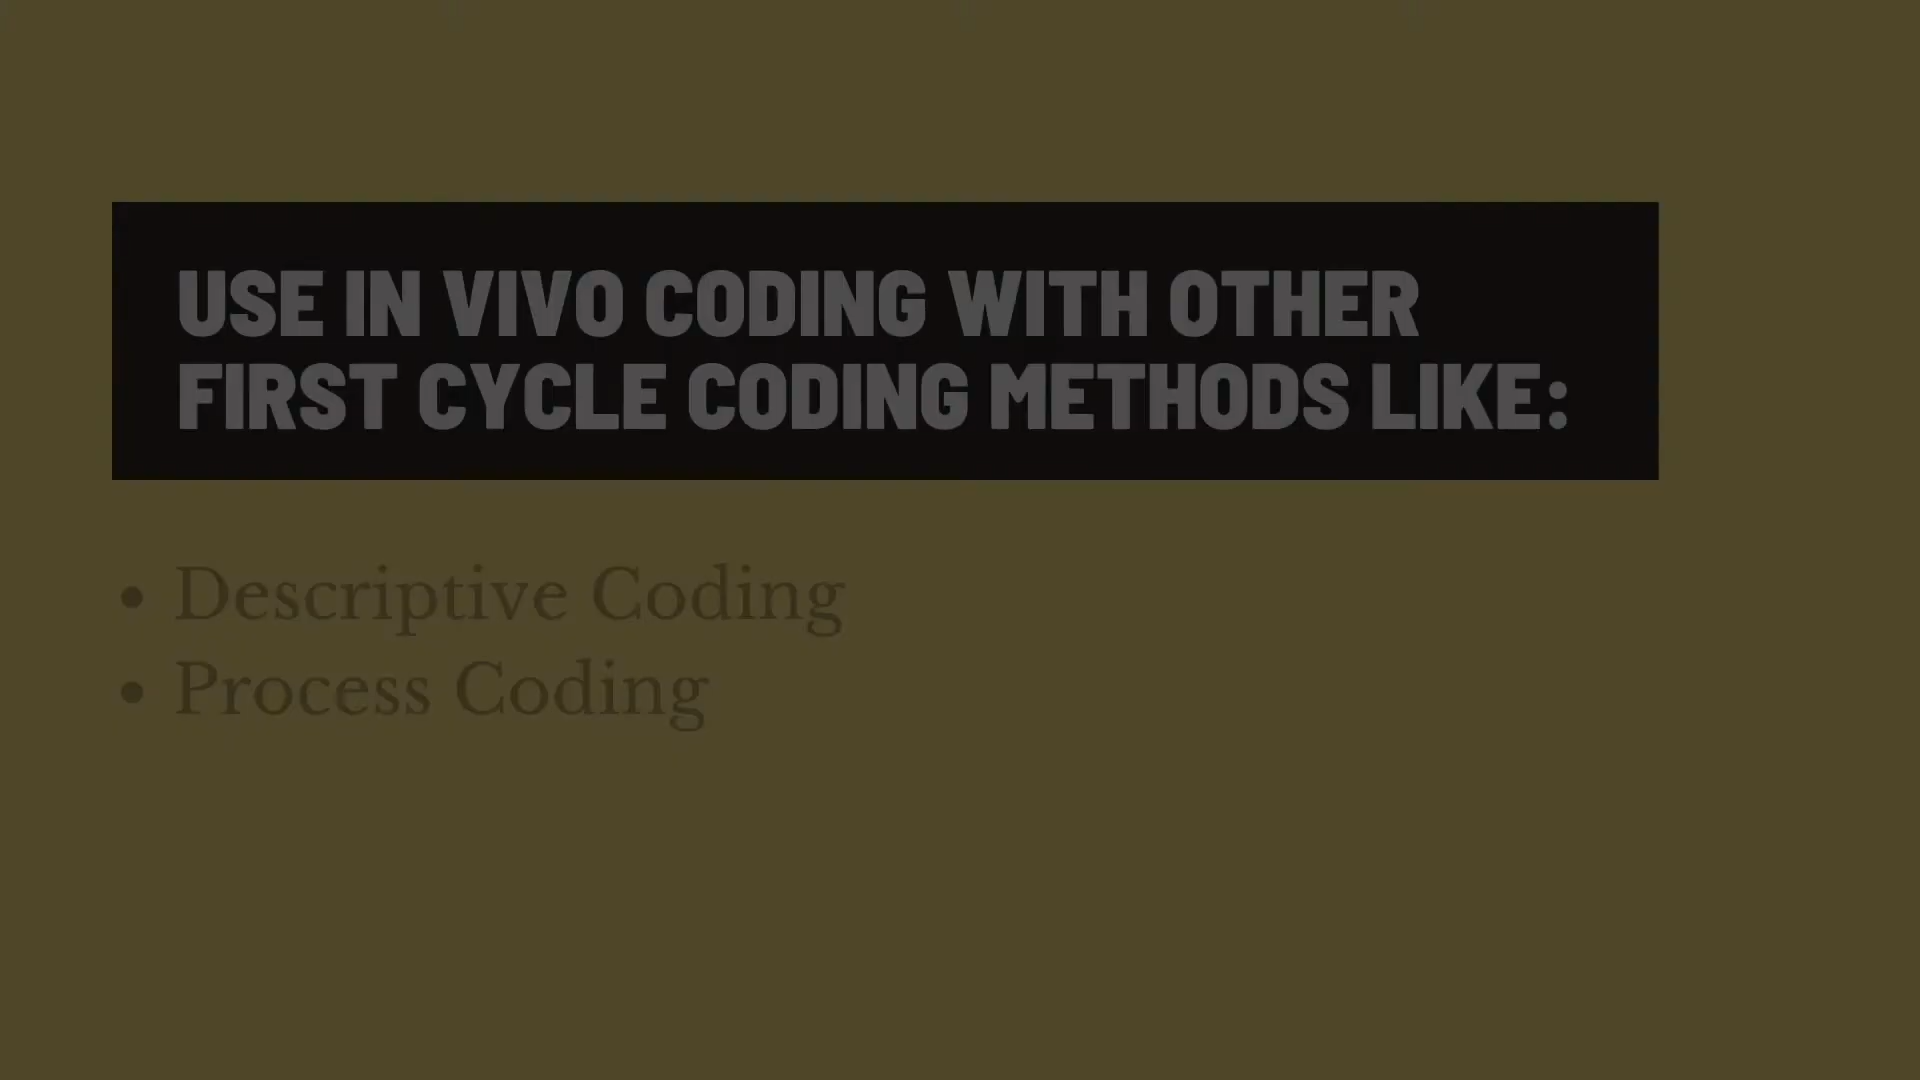 USE IN VIVO CODING WITH OTHER
FIRST CYCLE CODING METHODS LIKE:
• Descriptive Coding
• Process Coding